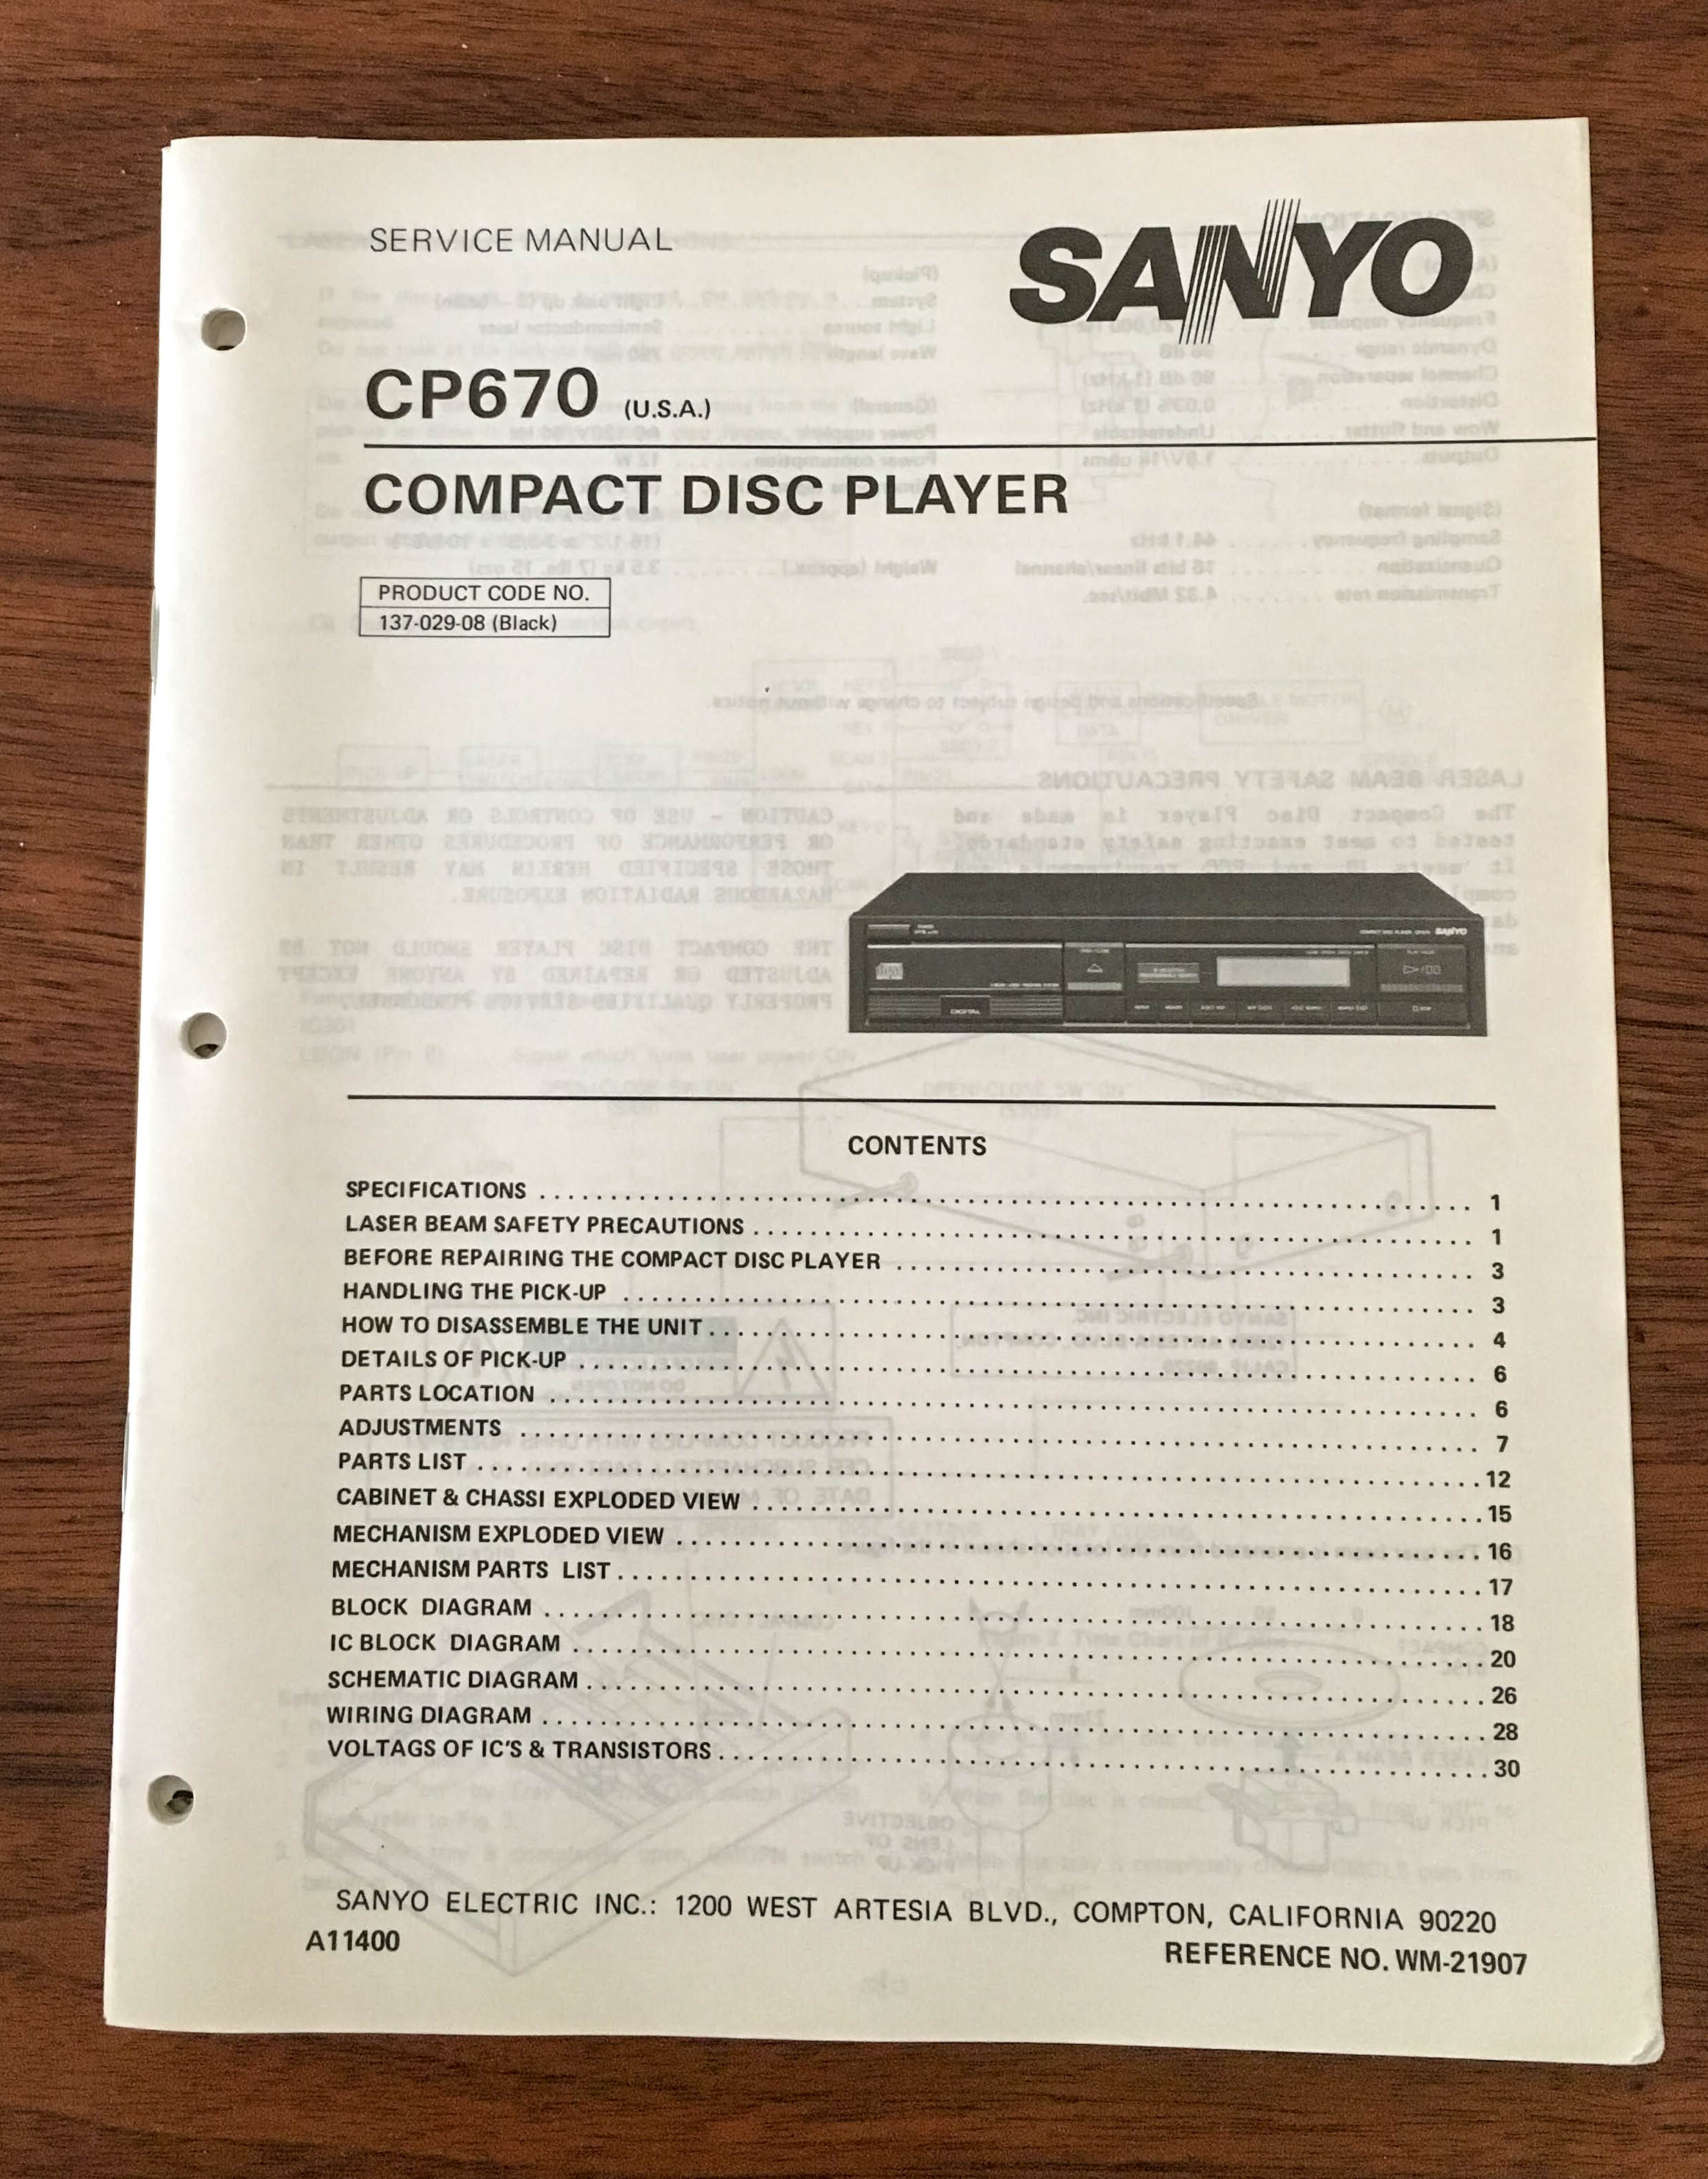 SERVICE MANUAL
SANYO
CP670 (U.S.A.)
COMPACT DISC PLAYER
PRODUCT CODE NO.
137-029-08 (Black)
SANYO
DIGITAL
CONTENTS
SPECIFICATIONS . . . . . . . . . . 1
LASER BEAM SAFETY PRECAUTIONS . . . . . . . . . . 1
BEFORE REPAIRING THE COMPACT DISC PLAYER . . . . . . . . . . 3
HANDLING THE PICK-UP . . . . . . . . . . 3
HOW TO DISASSEMBLE THE UNIT . . . . . . . . . . 4
DETAILS OF PICK-UP . . . . . . . . . . 6
PARTS LOCATION . . . . . . . . . . 6
ADJUSTMENTS . . . . . . . . . . 7
PARTS LIST . . . . . . . . . . 12
CABINET & CHASSI EXPLODED VIEW . . . . . . . . . . 15
MECHANISM EXPLODED VIEW . . . . . . . . . . 16
MECHANISM PARTS LIST . . . . . . . . . . 17
BLOCK DIAGRAM . . . . . . . . . . 18
IC BLOCK DIAGRAM . . . . . . . . . . 20
SCHEMATIC DIAGRAM . . . . . . . . . . 26
WIRING DIAGRAM . . . . . . . . . . 28
VOLTAGS OF IC'S & TRANSISTORS . . . . . . . . . . 30
SANYO ELECTRIC INC.: 1200 WEST ARTESIA BLVD., COMPTON, CALIFORNIA 90220
A11400
REFERENCE NO. WM-21907